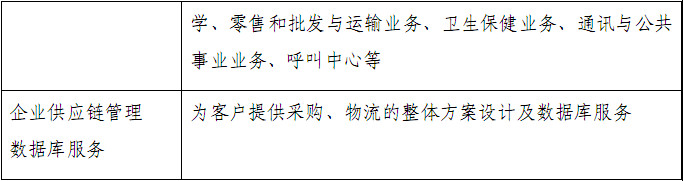 学、零售和批发与运输业务、卫生保健业务、通讯与公共
事业业务、呼叫中心等
企业供应链管理
数据库服务
为客户提供采购、物流的整体方案设计及数据库服务